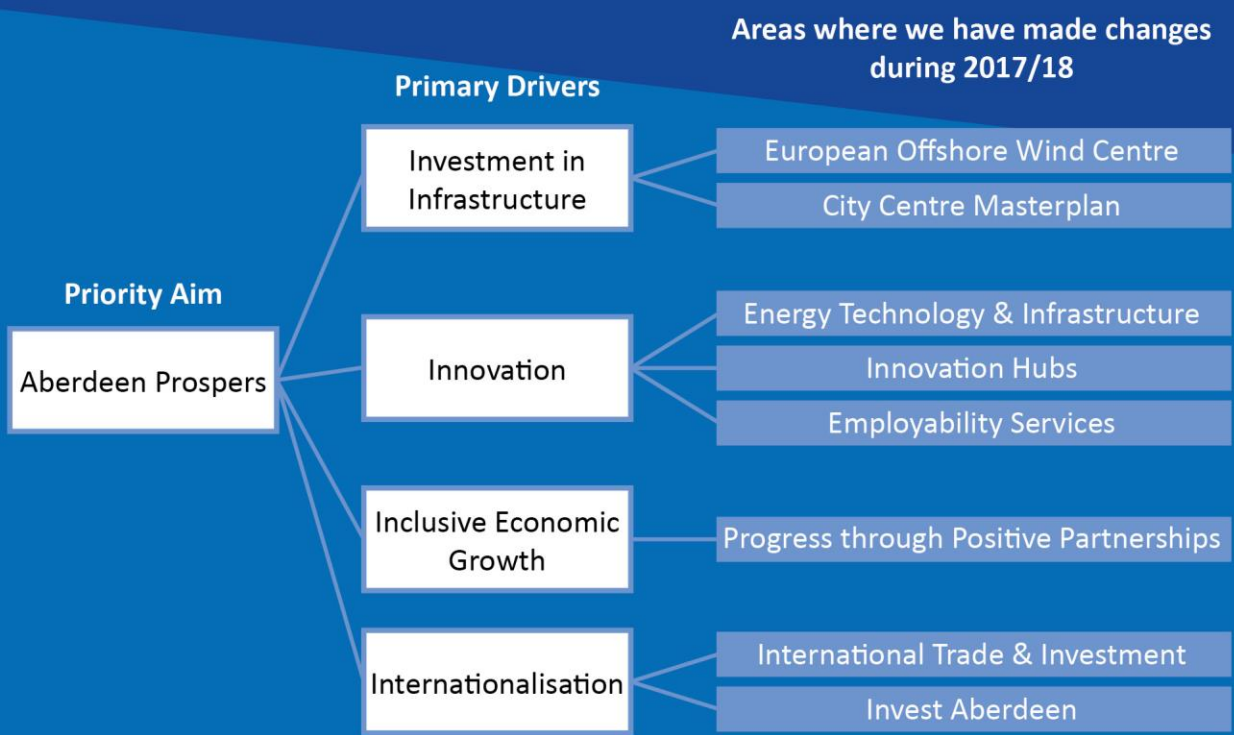 Areas where we have made changes
during 2017/18
Primary Drivers
Investment in
Infrastructure
European Offshore Wind Centre
City Centre Masterplan
Priority Aim
Aberdeen Prospers
Innovation
Energy Technology & Infrastructure
Innovation Hubs
Employability Services
Inclusive Economic
Growth
Progress through Positive Partnerships
Internationalisation
International Trade & Investment
Invest Aberdeen